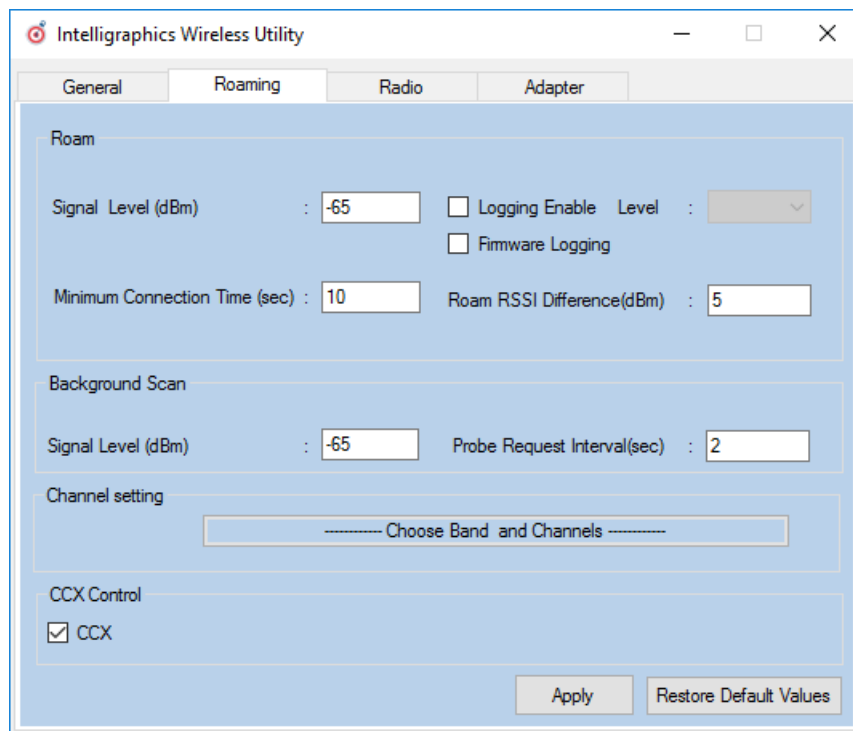 Intelligraphics Wireless Utility
General Roaming Radio Adapter
Roam
Signal Level (dBm) : -65 Logging Enable Level :
Firmware Logging
Minimum Connection Time (sec) : 10 Roam RSSI Difference(dBm) : 5
Background Scan
Signal Level (dBm) : -65 Probe Request Interval(sec) : 2
Channel setting
------------ Choose Band and Channels ------------
CCX Control
CCX
Apply Restore Default Values